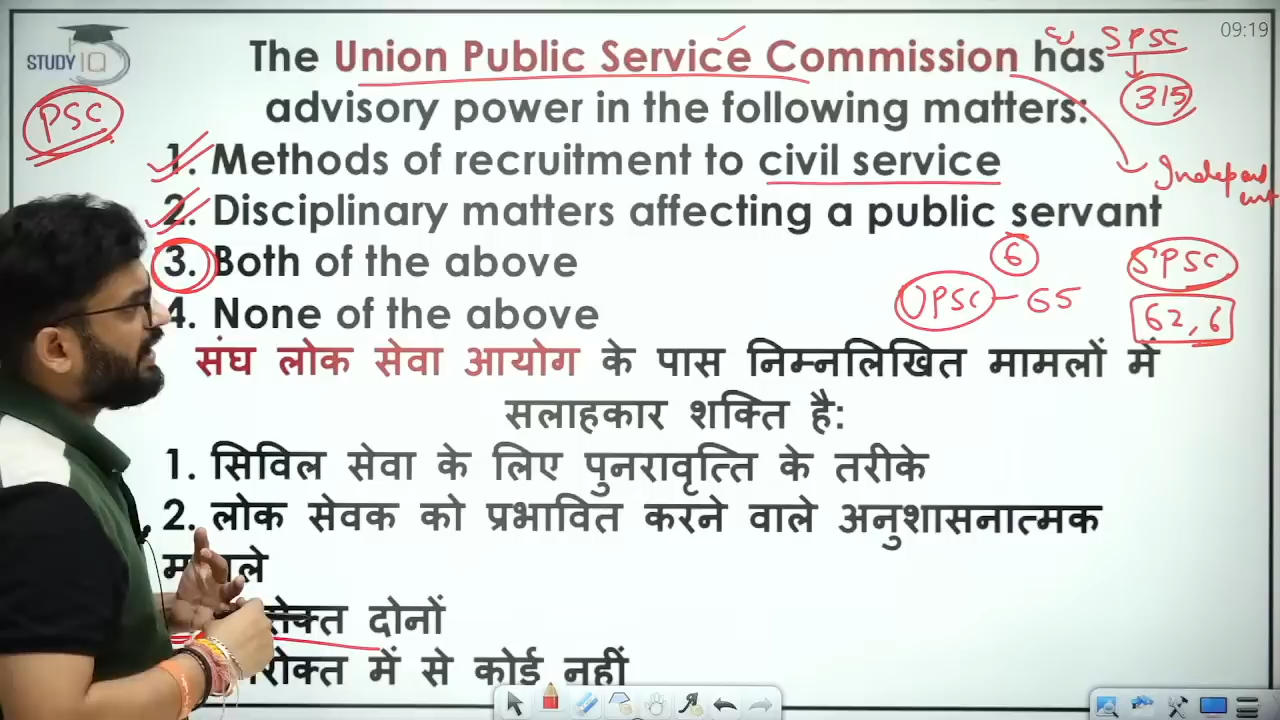 STUDY IQ
09:19
The Union Public Service Commission has
SPSC
advisory power in the following matters:
315
PSC
1. Methods of recruitment to civil service
2. Disciplinary matters affecting a public servant
3. Both of the above
6
SPSC
UPSC - 65
62, 6
4. None of the above
संघ लोक सेवा आयोग के पास निम्नलिखित मामलों में
सलाहकार शक्ति है:
1. सिविल सेवा के लिए पुनरावृत्ति के तरीके
2. लोक सेवक को प्रभावित करने वाले अनुशासनात्मक
दोनों
में से कोई नहीं